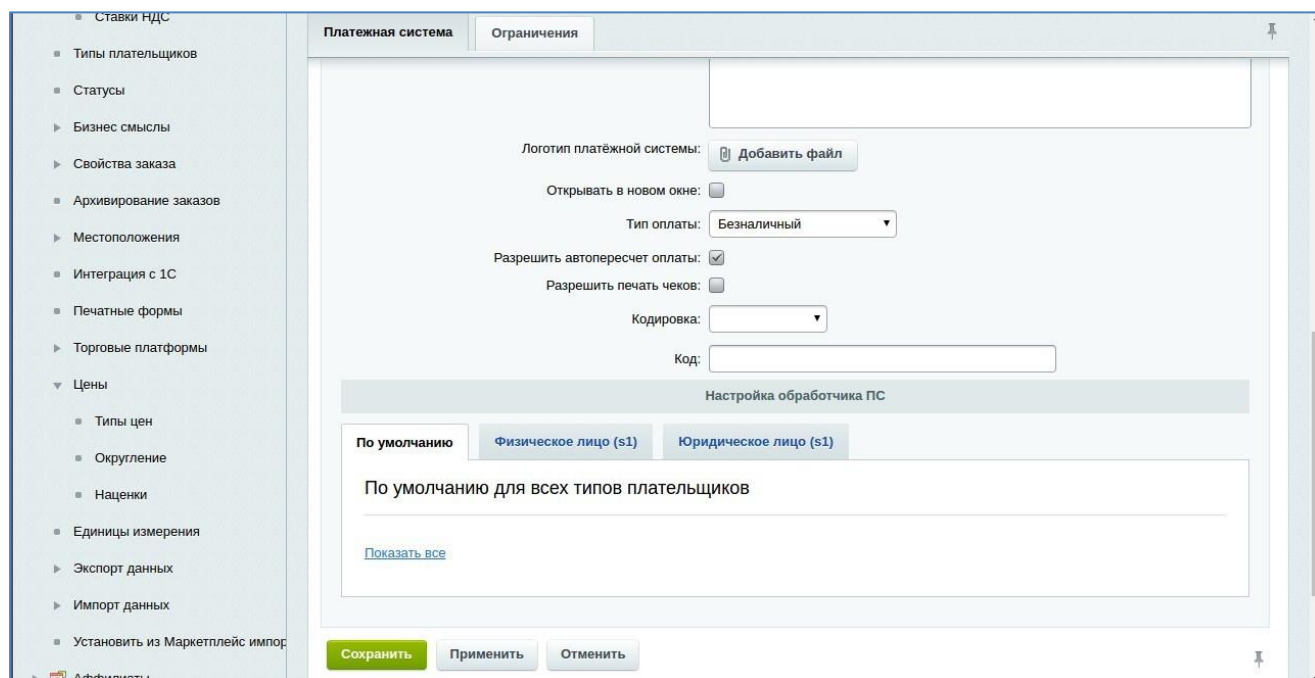 Ставки НДС
Типы плательщиков
Статусы
Бизнес смыслы
Свойства заказа
Архивирование заказов
Местоположения
Интеграция с 1С
Печатные формы
Торговые платформы
Цены
Типы цен
Округление
Наценки
Единицы измерения
Экспорт данных
Импорт данных
Установить из Маркетплейс импор
Аффилиаты
Платежная система
Ограничения
Логотип платёжной системы:
Добавить файл
Открывать в новом окне:
Тип оплаты:
Безналичный
Разрешить автопересчет оплаты:
Разрешить печать чеков:
Кодировка:
Код:
Настройка обработчика ПС
По умолчанию
Физическое лицо (s1)
Юридическое лицо (s1)
По умолчанию для всех типов плательщиков
Показать все
Сохранить
Применить
Отменить